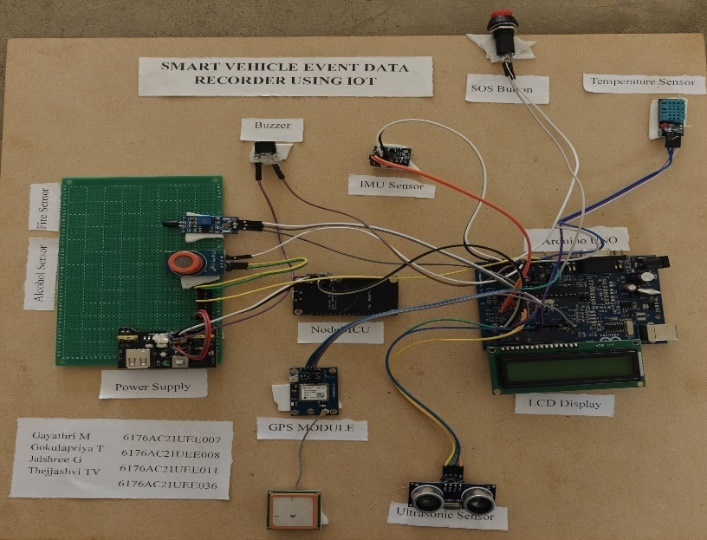 SMART VEHICLE EVENT DATA
RECORDER USING IOT
SOS Button
Temperature Sensor
Buzzer
IMU Sensor
Fire Sensor
Alcohol Sensor
Arduino UNO
NodeMCU
Power Supply
LCD Display
GPS MODULE
Ultrasonic Sensor
Gayathri M 6176AC21UEE007
Gokulapriya T 6176AC21UEE008
Jaishree G 6176AC21UEE011
Thejjashvi TV
6176AC21UEE036